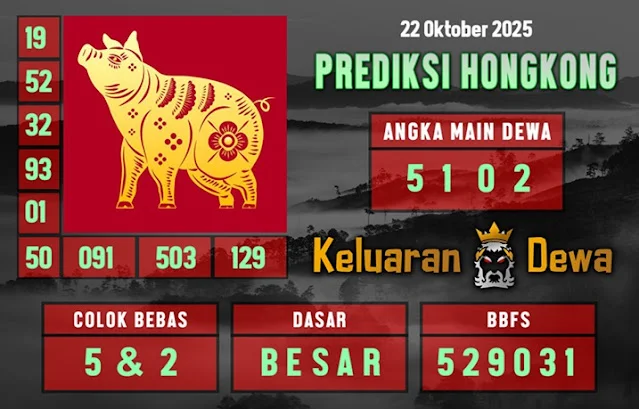 19
52
32
93
01
50 091 503 129
22 Oktober 2025
PREDIKSI HONGKONG
ANGKA MAIN DEWA
5 1 0 2
Keluaran Dewa
COLOK BEBAS
5 & 2
DASAR
BESAR
BBFS
529031